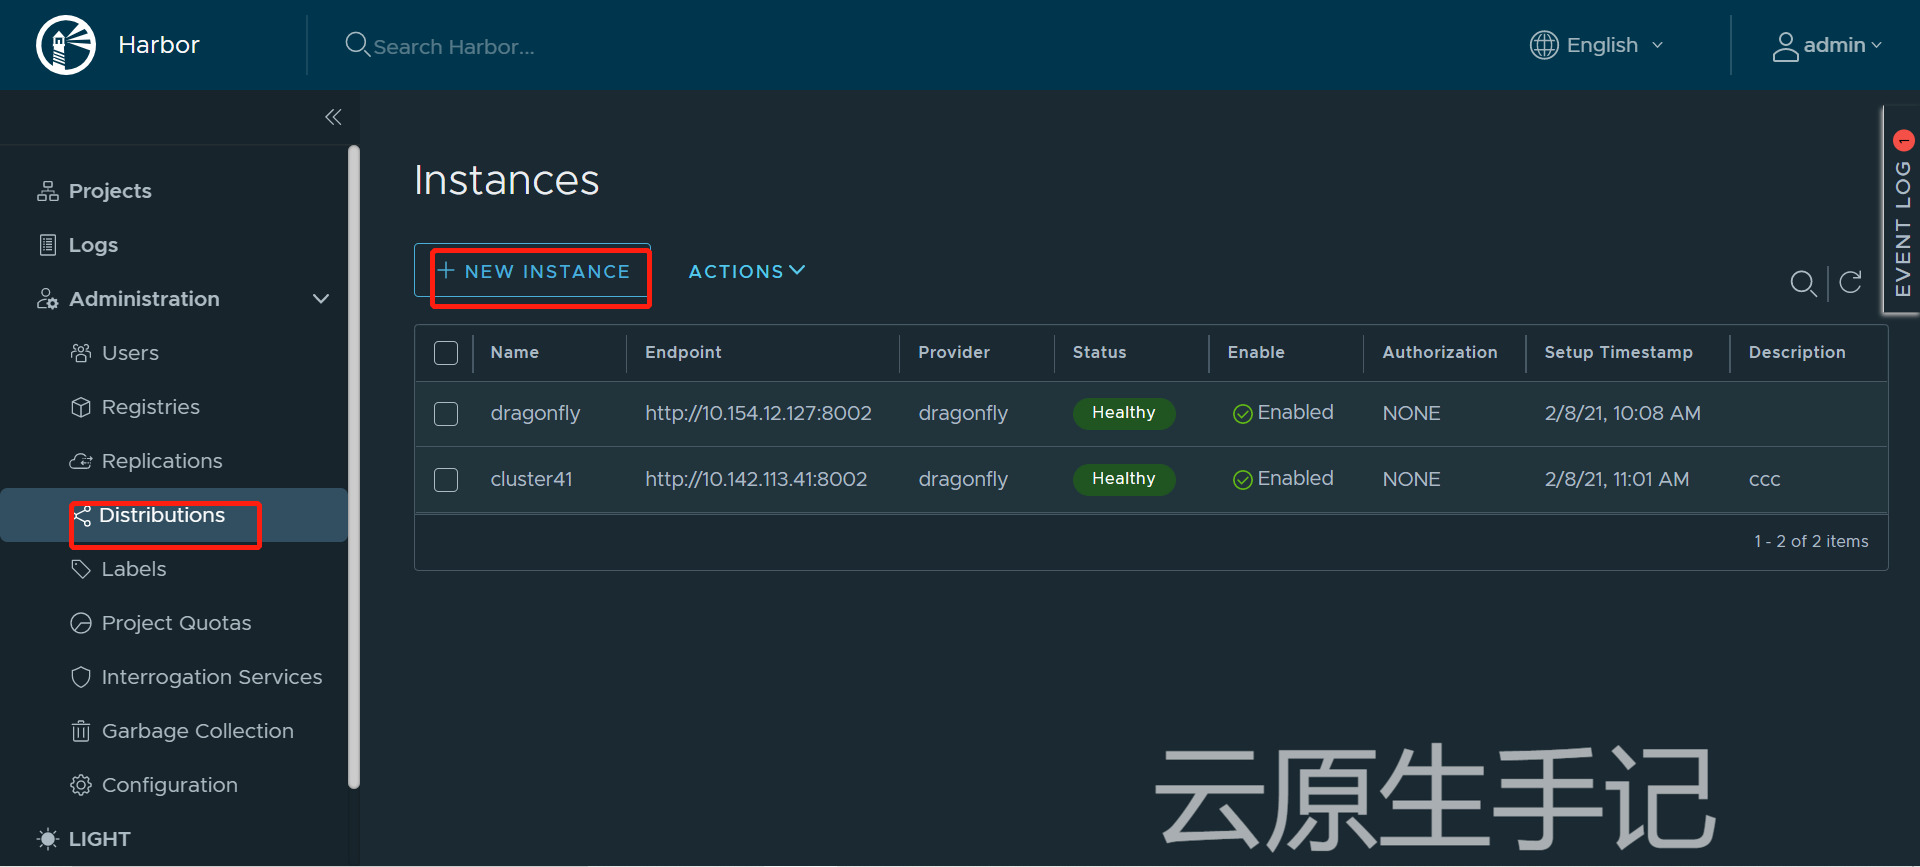 Harbor
Search Harbor...
English
admin
EVENT LOG 1
Projects
Logs
Administration
Users
Registries
Replications
Distributions
Labels
Project Quotas
Interrogation Services
Garbage Collection
Configuration
LIGHT
Instances
NEW INSTANCE ACTIONS
Name Endpoint Provider Status Enable Authorization Setup Timestamp Description
dragonfly http://10.154.12.127:8002 dragonfly Healthy Enabled NONE 2/8/21, 10:08 AM
cluster41 http://10.142.113.41:8002 dragonfly Healthy Enabled NONE 2/8/21, 11:01 AM ccc
1 - 2 of 2 items
云原生手记